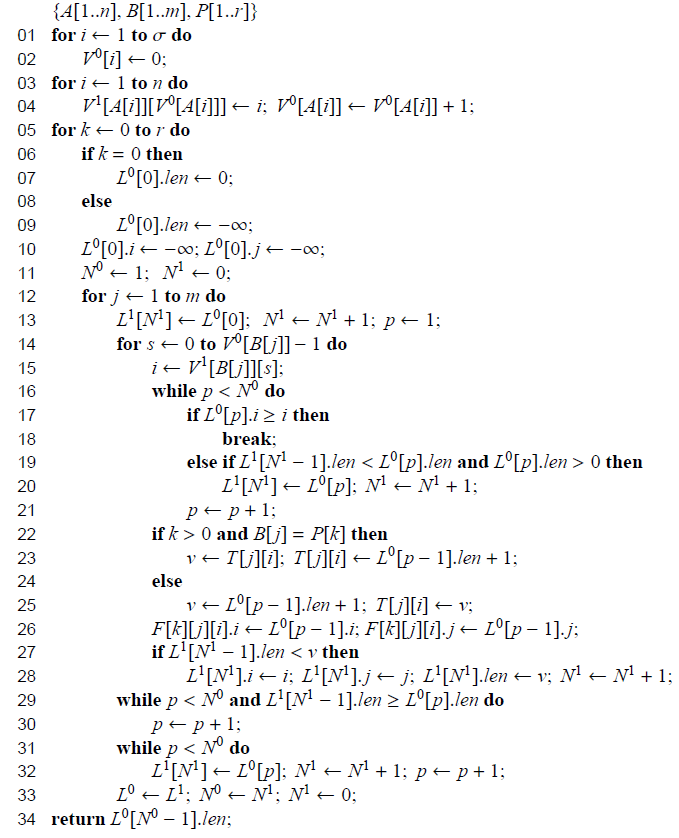 {A[1..n], B[1..m], P[1..r]}
01 for i ← 1 to σ do
02 V⁰[i] ← 0;
03 for i ← 1 to n do
04 V¹[A[i]][V⁰[A[i]]] ← i; V⁰[A[i]] ← V⁰[A[i]] + 1;
05 for k ← 0 to r do
06 if k = 0 then
07 L⁰[0].len ← 0;
08 else
09 L⁰[0].len ← −∞;
10 L⁰[0].i ← −∞; L⁰[0].j ← −∞;
11 N⁰ ← 1; N¹ ← 0;
12 for j ← 1 to m do
13 L¹[N¹] ← L⁰[0]; N¹ ← N¹ + 1; p ← 1;
14 for s ← 0 to V⁰[B[j]] − 1 do
15 i ← V¹[B[j]][s];
16 while p < N⁰ do
17 if L⁰[p].i ≥ i then
18 break;
19 else if L¹[N¹ − 1].len < L⁰[p].len and L⁰[p].len > 0 then
20 L¹[N¹] ← L⁰[p]; N¹ ← N¹ + 1;
21 p ← p + 1;
22 if k > 0 and B[j] = P[k] then
23 v ← T[j][i]; T[j][i] ← L⁰[p − 1].len + 1;
24 else
25 v ← L⁰[p − 1].len + 1; T[j][i] ← v;
26 F[k][j][i].i ← L⁰[p − 1].i; F[k][j][i].j ← L⁰[p − 1].j;
27 if L¹[N¹ − 1].len < v then
28 L¹[N¹].i ← i; L¹[N¹].j ← j; L¹[N¹].len ← v; N¹ ← N¹ + 1;
29 while p < N⁰ and L¹[N¹ − 1].len ≥ L⁰[p].len do
30 p ← p + 1;
31 while p < N⁰ do
32 L¹[N¹] ← L⁰[p]; N¹ ← N¹ + 1; p ← p + 1;
33 L⁰ ← L¹; N⁰ ← N¹; N¹ ← 0;
34 return L⁰[N⁰ − 1].len;